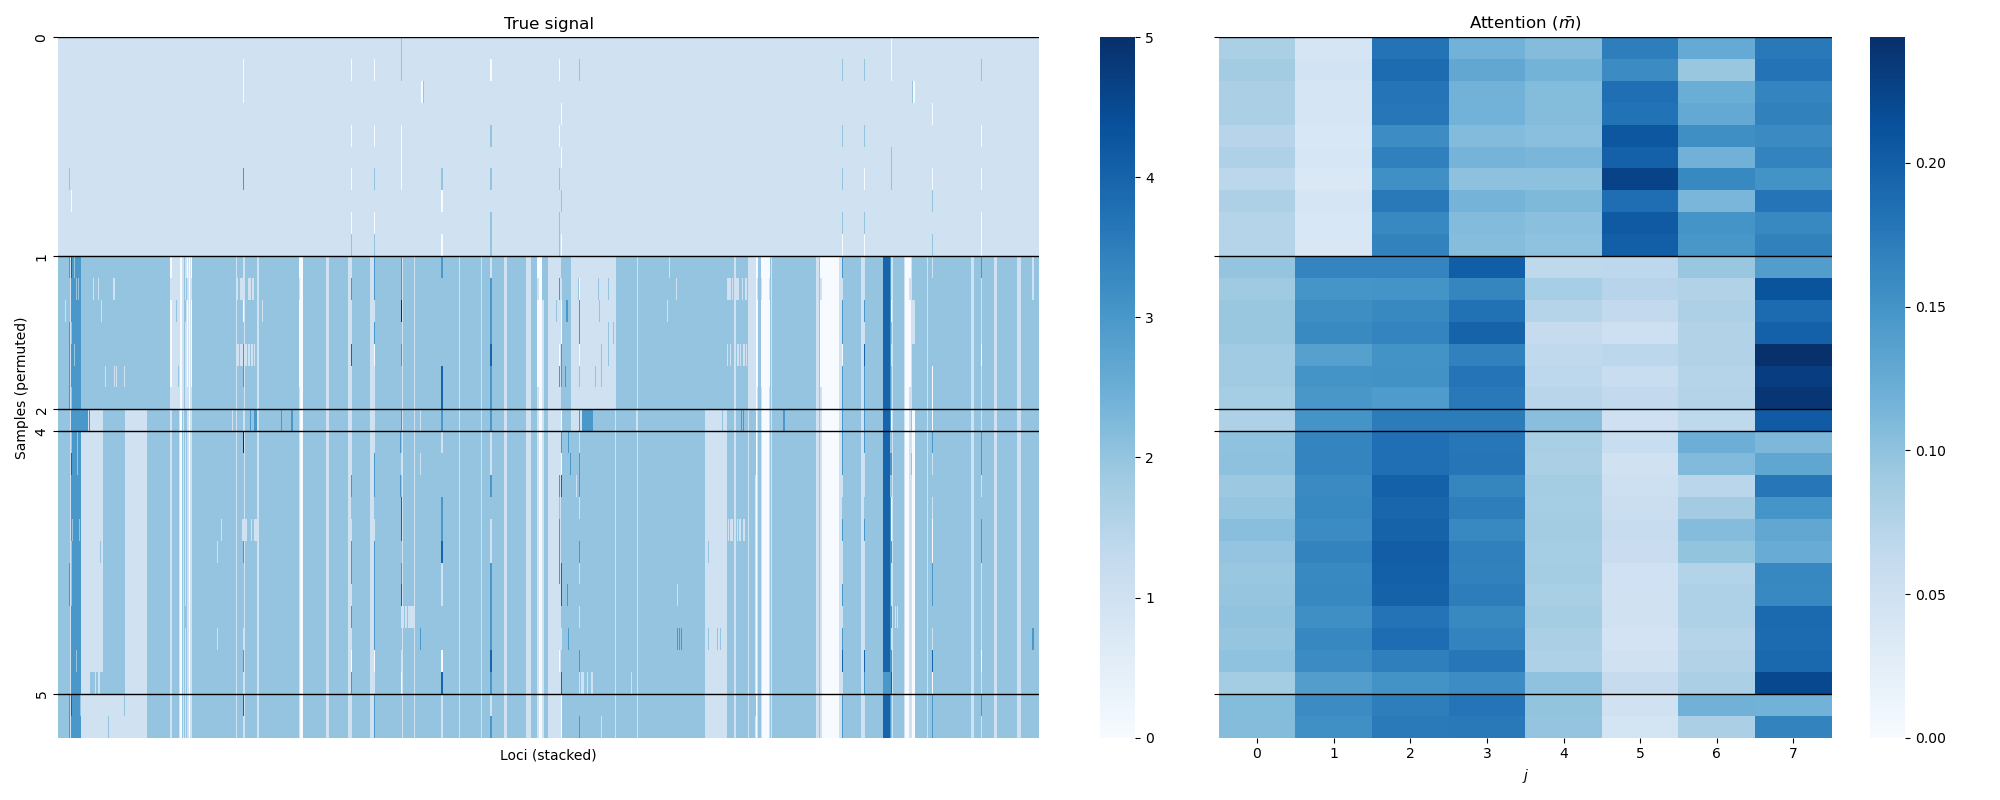 True signal
Attention (m̄)
Samples (permuted)
0
1
2
4
5
Loci (stacked)
5
4
3
2
1
0
0 1 2 3 4 5 6 7
j
0.20
0.15
0.10
0.05
0.00